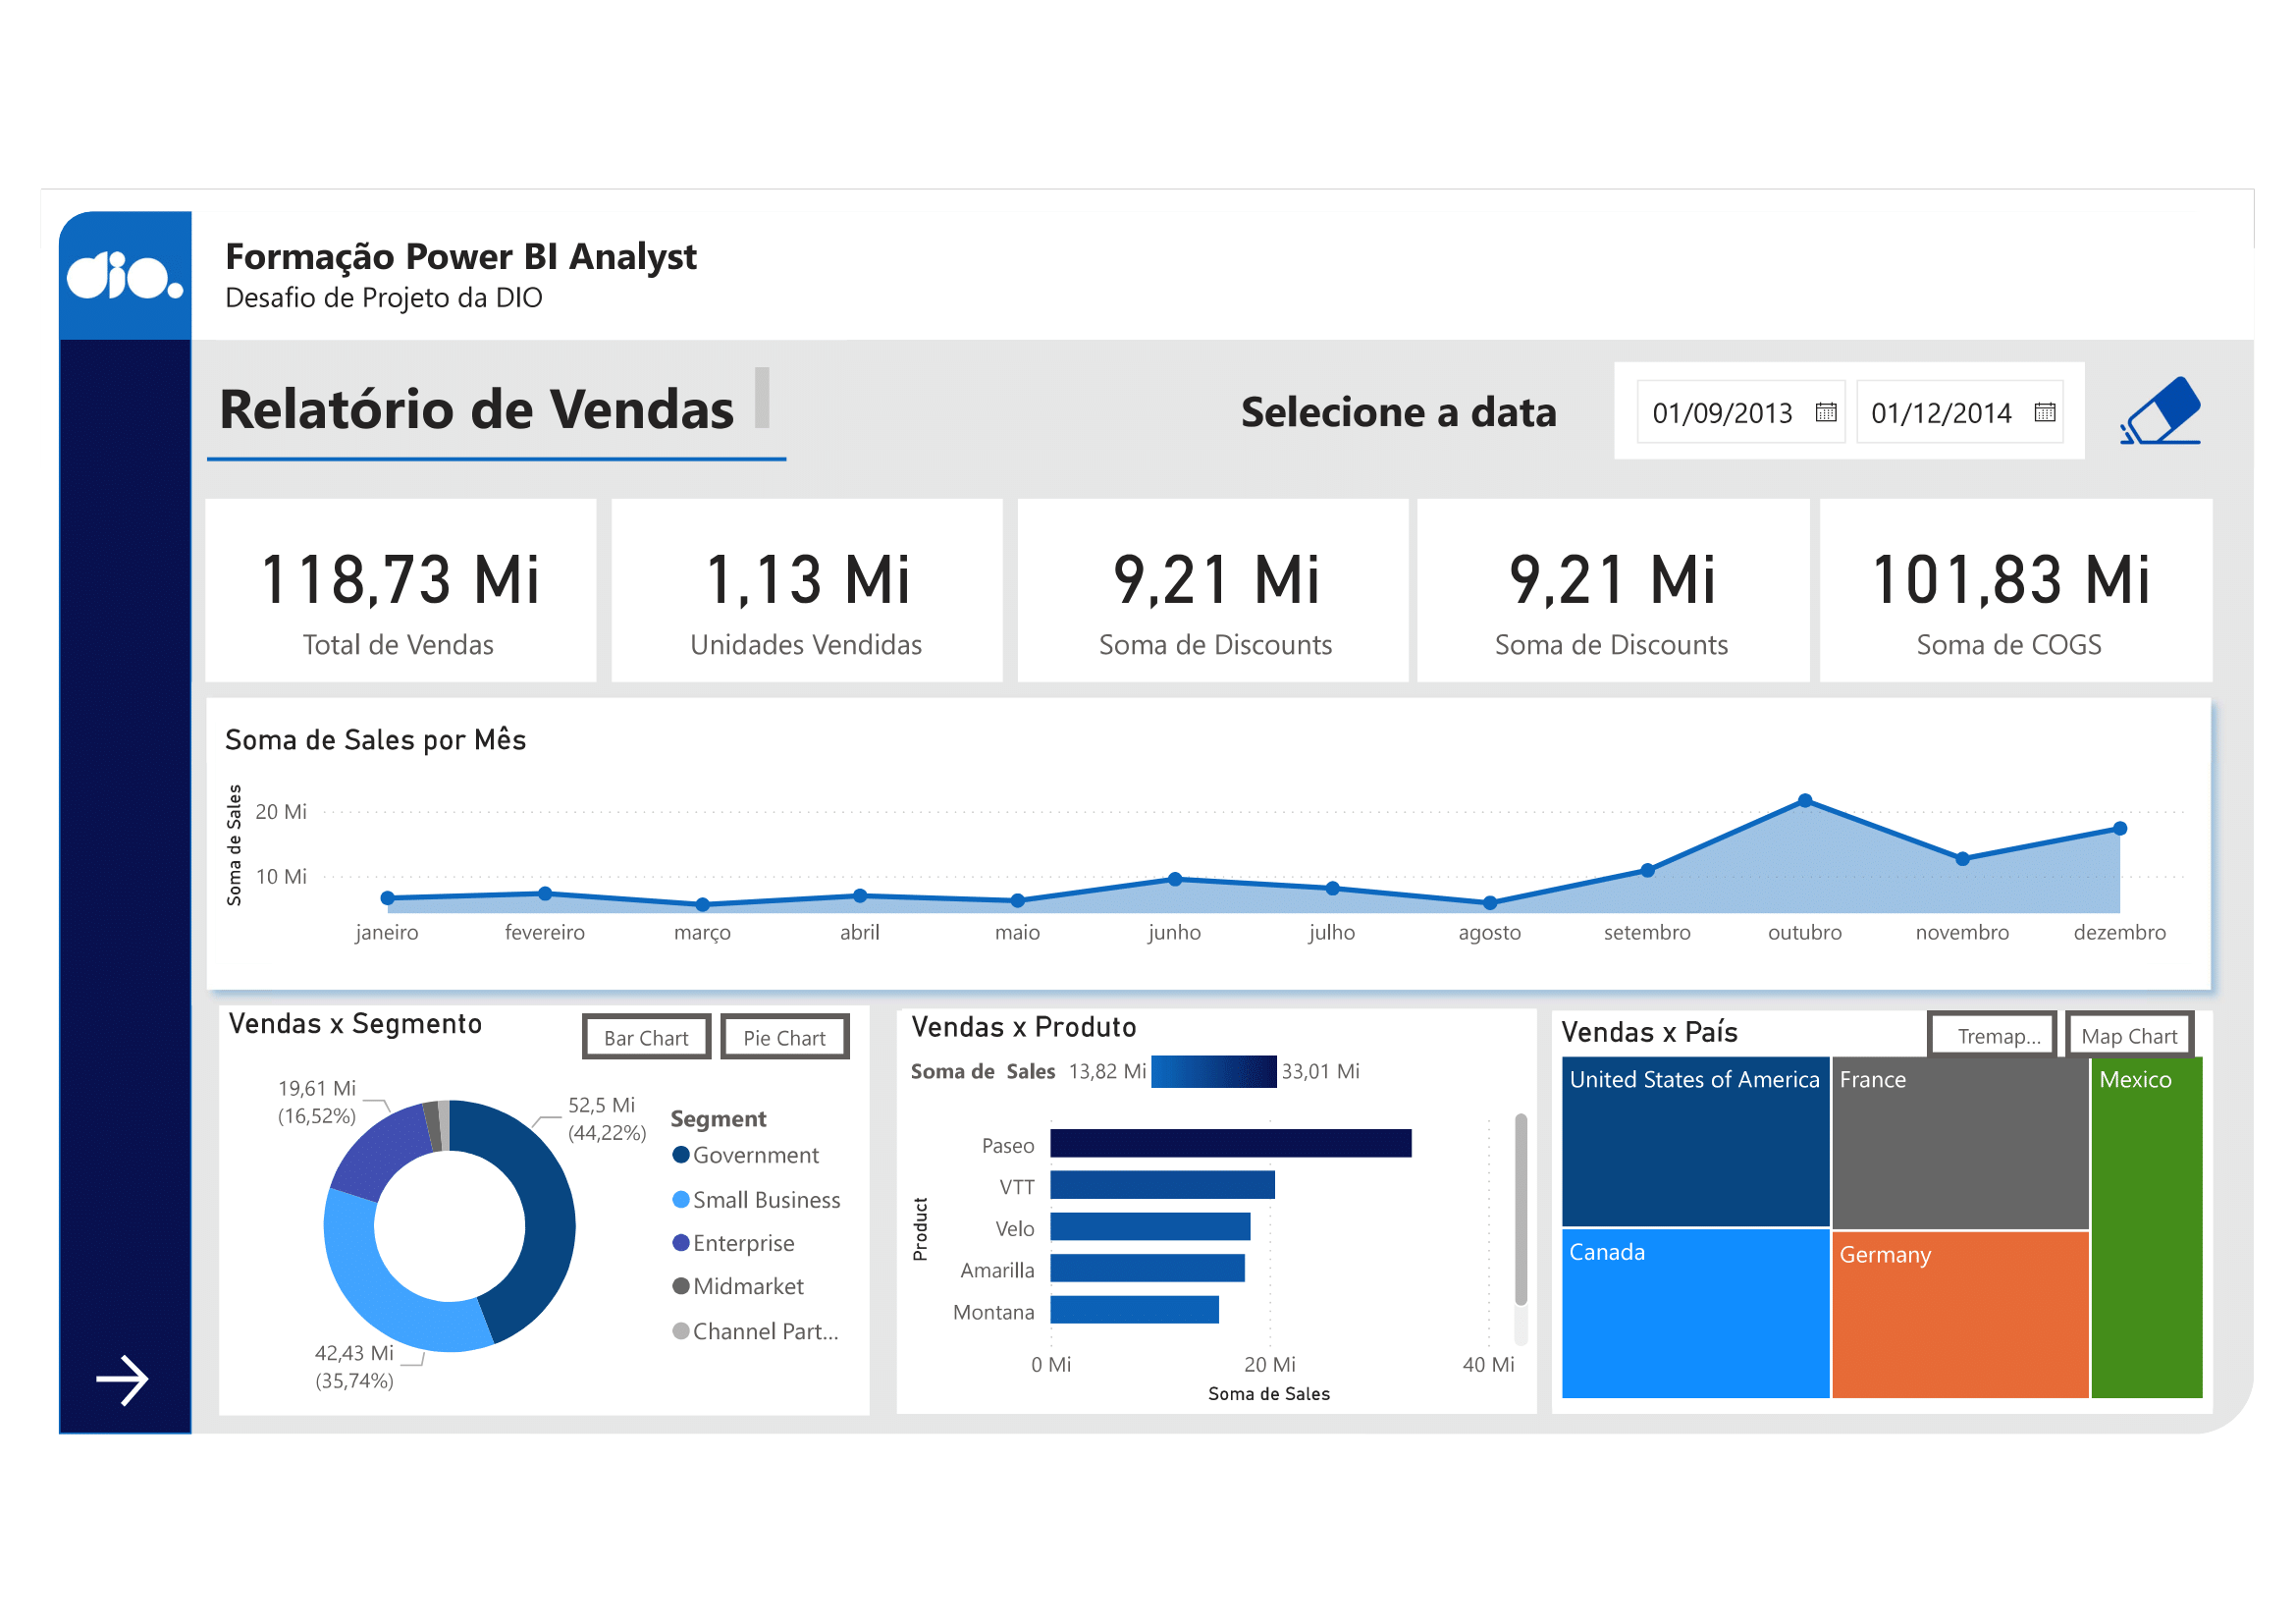 dio.
Formação Power BI Analyst
Desafio de Projeto da DIO
Relatório de Vendas
Selecione a data
01/09/2013
01/12/2014
118,73 Mi
Total de Vendas
1,13 Mi
Unidades Vendidas
9,21 Mi
Soma de Discounts
9,21 Mi
Soma de Discounts
101,83 Mi
Soma de COGS
Soma de Sales por Mês
Soma de Sales
20 Mi
10 Mi
janeiro
fevereiro
março
abril
maio
junho
julho
agosto
setembro
outubro
novembro
dezembro
Vendas x Segmento
Bar Chart
Pie Chart
19,61 Mi
(16,52%)
52,5 Mi
(44,22%)
42,43 Mi
(35,74%)
Segment
Government
Small Business
Enterprise
Midmarket
Channel Part...
Vendas x Produto
Soma de Sales 13,82 Mi 33,01 Mi
Product
Paseo
VTT
Velo
Amarilla
Montana
0 Mi
20 Mi
40 Mi
Soma de Sales
Vendas x País
Tremap...
Map Chart
United States of America
France
Mexico
Canada
Germany